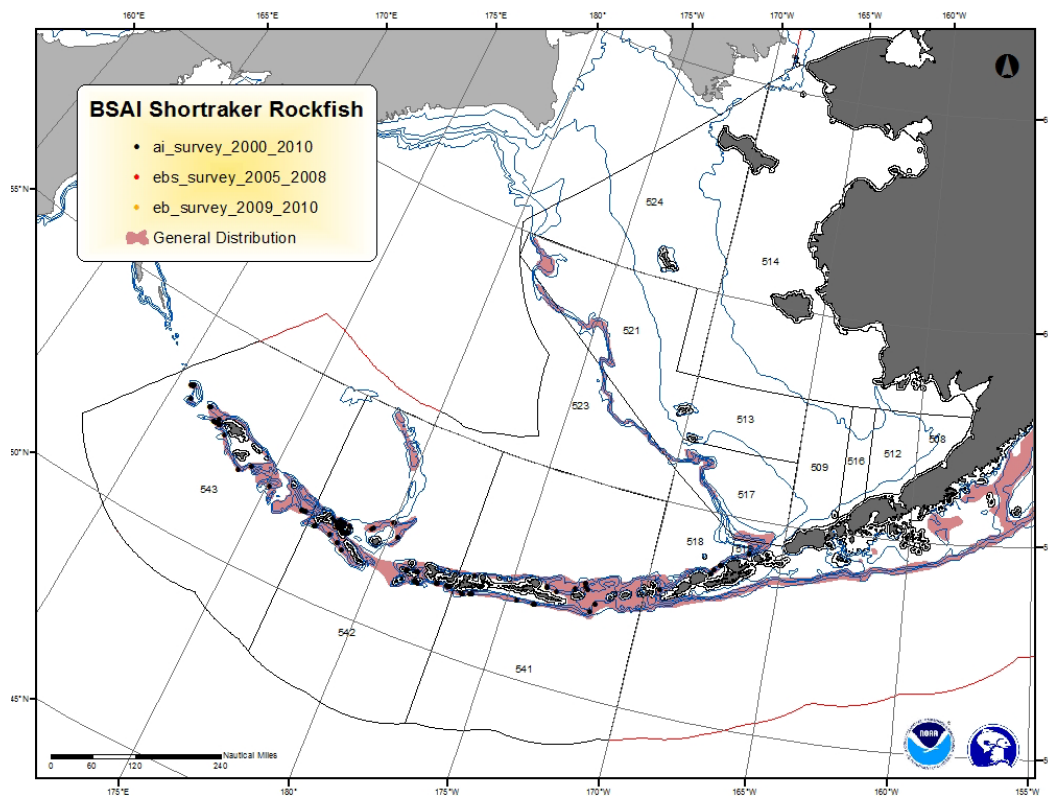 160°E
165°E
170°E
175°E
180°
175°W
170°W
165°W
160°W
BSAI Shortraker Rockfish
ai_survey_2000_2010
ebs_survey_2005_2008
eb_survey_2009_2010
General Distribution
55°N
50°N
45°N
524
514
521
523
513
508
512
516
509
517
518
543
542
541
Nautical Miles
0 60 120 240
NOAA
175°E
180°
175°W
170°W
165°W
160°W
155°W